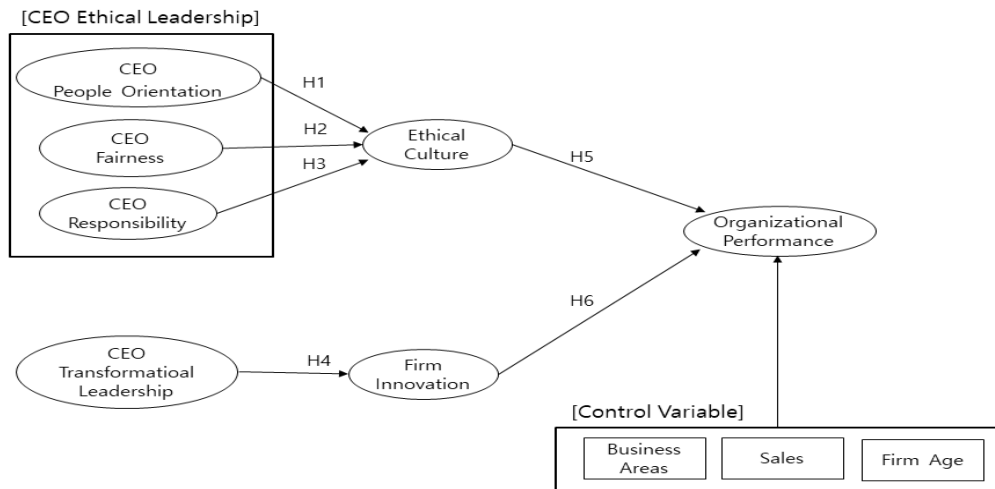 [CEO Ethical Leadership]
CEO
People Orientation
H1
CEO
Fairness
H2
Ethical
Culture
H3
CEO
Responsibility
H5
Organizational
Performance
H6
CEO
Transformatioal
Leadership
H4
Firm
Innovation
[Control Variable]
Business
Areas
Sales
Firm Age